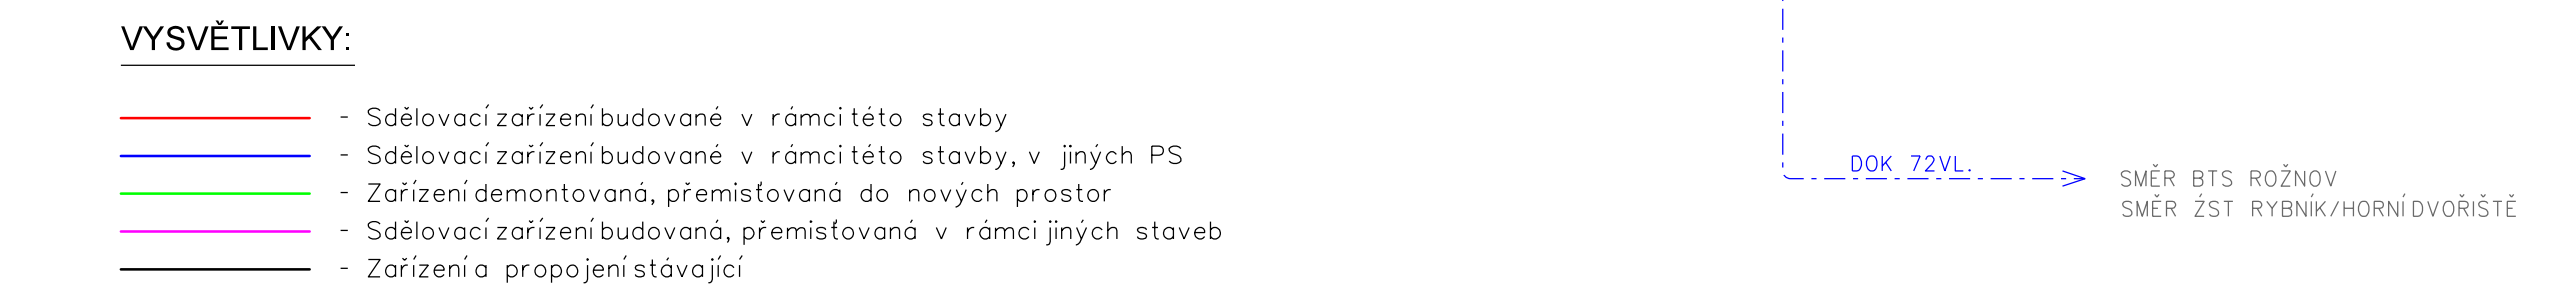 VYSVĚTLIVKY:
- Sdělovací zařízení budované v rámci této stavby
- Sdělovací zařízení budované v rámci této stavby, v jiných PS
- Zařízení demontovaná, přemisťovaná do nových prostor
- Sdělovací zařízení budovaná, přemisťovaná v rámci jiných staveb
- Zařízení a propojení stávající
DOK 72VL.
SMĚR BTS ROŽNOV
SMĚR ŽST RYBNÍK/HORNÍ DVOŘIŠTĚ